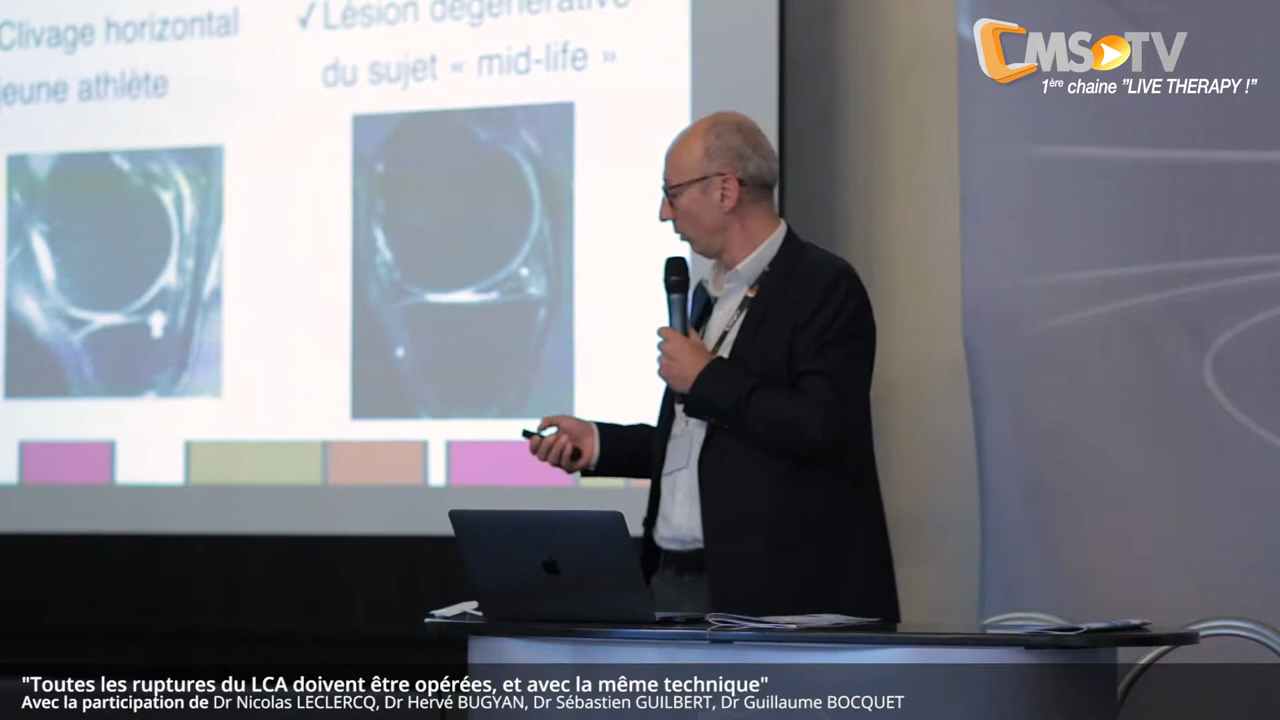 Clivage horizontal
jeune athlète
✓ Lésion dégénérative
du sujet « mid-life »
CMS TV
1ère chaine "LIVE THERAPY !"
"Toutes les ruptures du LCA doivent être opérées, et avec la même technique"
Avec la participation de Dr Nicolas LECLERCQ, Dr Hervé BUGYAN, Dr Sébastien GUILBERT, Dr Guillaume BOCQUET